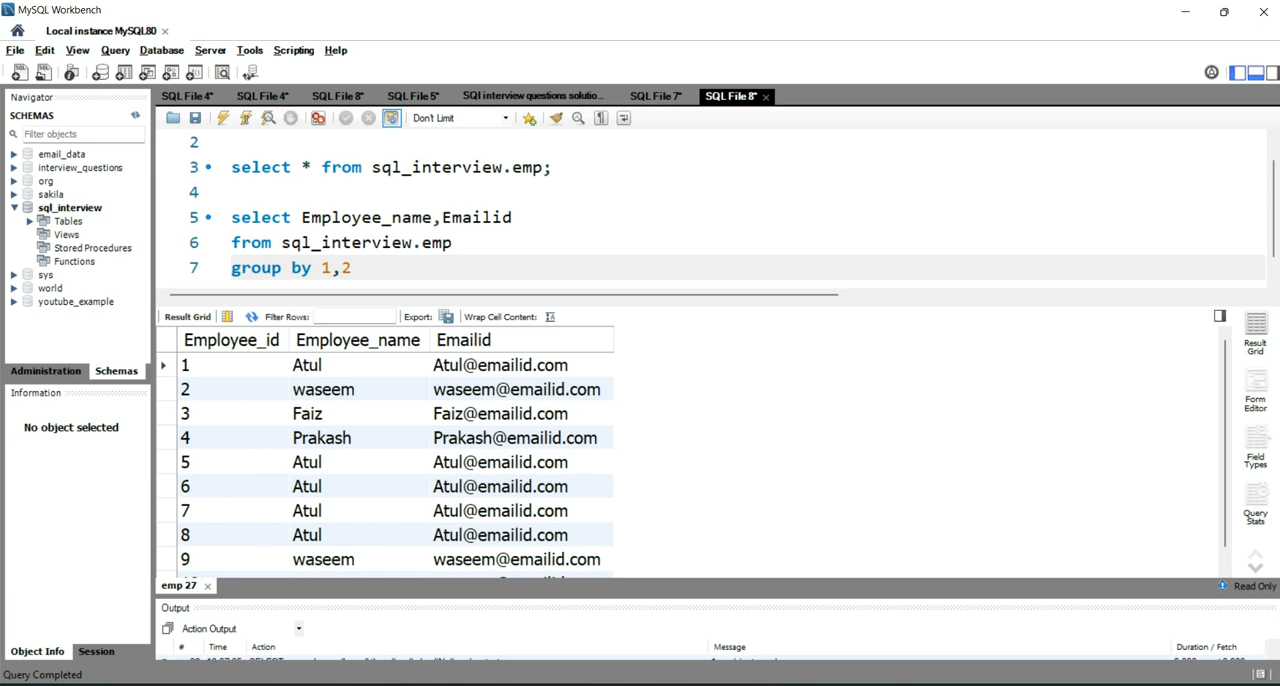 MySQL Workbench
Local instance MySQL80 ×
File Edit View Query Database Server Tools Scripting Help
Navigator
SCHEMAS
Filter objects
email_data
interview_questions
org
sakila
sql_interview
Tables
Views
Stored Procedures
Functions
sys
world
youtube_example
Administration Schemas
Information
No object selected
Object Info Session
SQL File 4* SQL File 4* SQL File 8* SQL File 5* SQl interview questions solutio... SQL File 7* SQL File 8* ×
Don't Limit
2
3 select * from sql_interview.emp;
4
5 select Employee_name,Emailid
6 from sql_interview.emp
7 group by 1,2
Result Grid Filter Rows: Export: Wrap Cell Content:
Employee_id Employee_name Emailid
1 Atul Atul@emailid.com
2 waseem waseem@emailid.com
3 Faiz Faiz@emailid.com
4 Prakash Prakash@emailid.com
5 Atul Atul@emailid.com
6 Atul Atul@emailid.com
7 Atul Atul@emailid.com
8 Atul Atul@emailid.com
9 waseem waseem@emailid.com
Result
Grid
Form
Editor
Field
Types
Query
Stats
emp 27 ×
Read Only
Output
Action Output
# Time Action Message Duration / Fetch
Query Completed